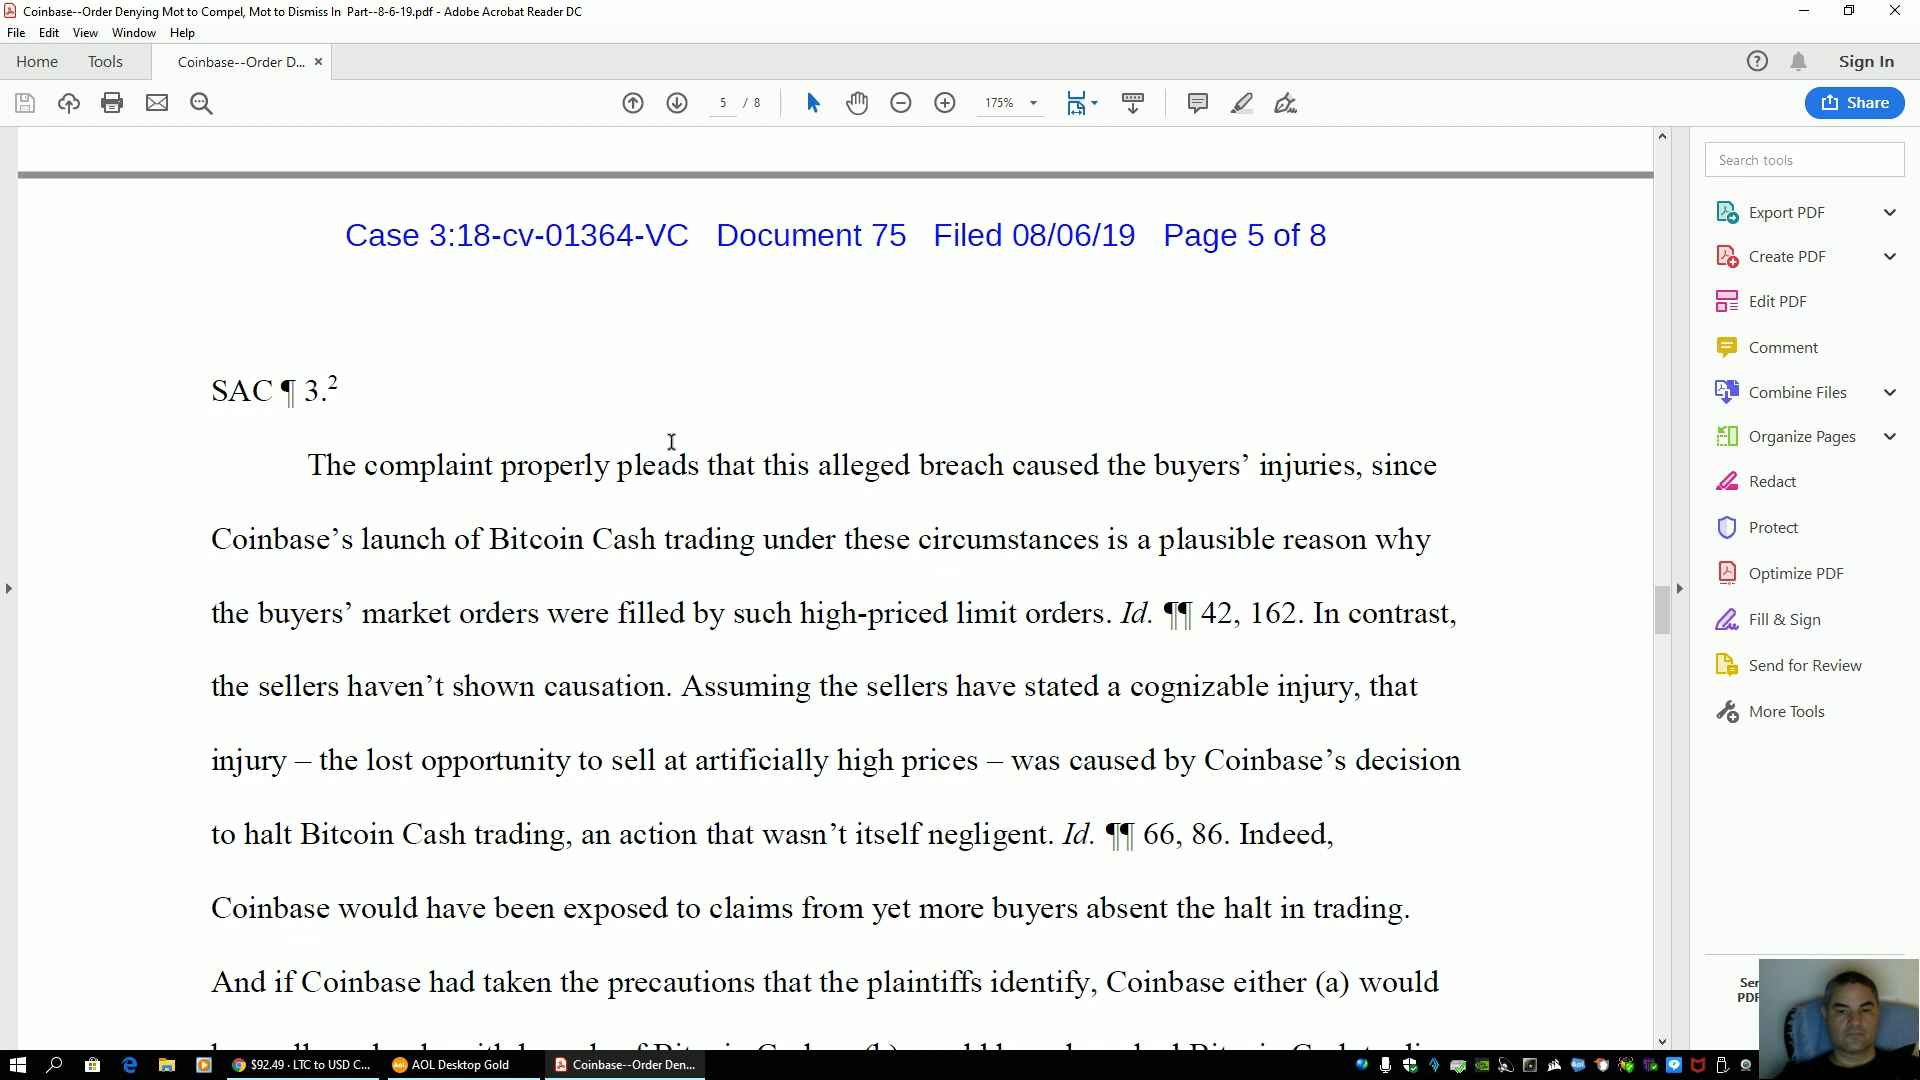 Coinbase--Order Denying Mot to Compel, Mot to Dismiss In Part--8-6-19.pdf - Adobe Acrobat Reader DC
File Edit View Window Help
Home Tools Coinbase--Order D... × Sign In
5 / 8 175% Share
Search tools
Case 3:18-cv-01364-VC Document 75 Filed 08/06/19 Page 5 of 8
SAC ¶ 3.²
The complaint properly pleads that this alleged breach caused the buyers’ injuries, since
Coinbase’s launch of Bitcoin Cash trading under these circumstances is a plausible reason why
the buyers’ market orders were filled by such high-priced limit orders. Id. ¶¶ 42, 162. In contrast,
the sellers haven’t shown causation. Assuming the sellers have stated a cognizable injury, that
injury – the lost opportunity to sell at artificially high prices – was caused by Coinbase’s decision
to halt Bitcoin Cash trading, an action that wasn’t itself negligent. Id. ¶¶ 66, 86. Indeed,
Coinbase would have been exposed to claims from yet more buyers absent the halt in trading.
And if Coinbase had taken the precautions that the plaintiffs identify, Coinbase either (a) would
Export PDF
Create PDF
Edit PDF
Comment
Combine Files
Organize Pages
Redact
Protect
Optimize PDF
Fill & Sign
Send for Review
More Tools
$92.49 · LTC to USD C... AOL Desktop Gold Coinbase--Order Den...